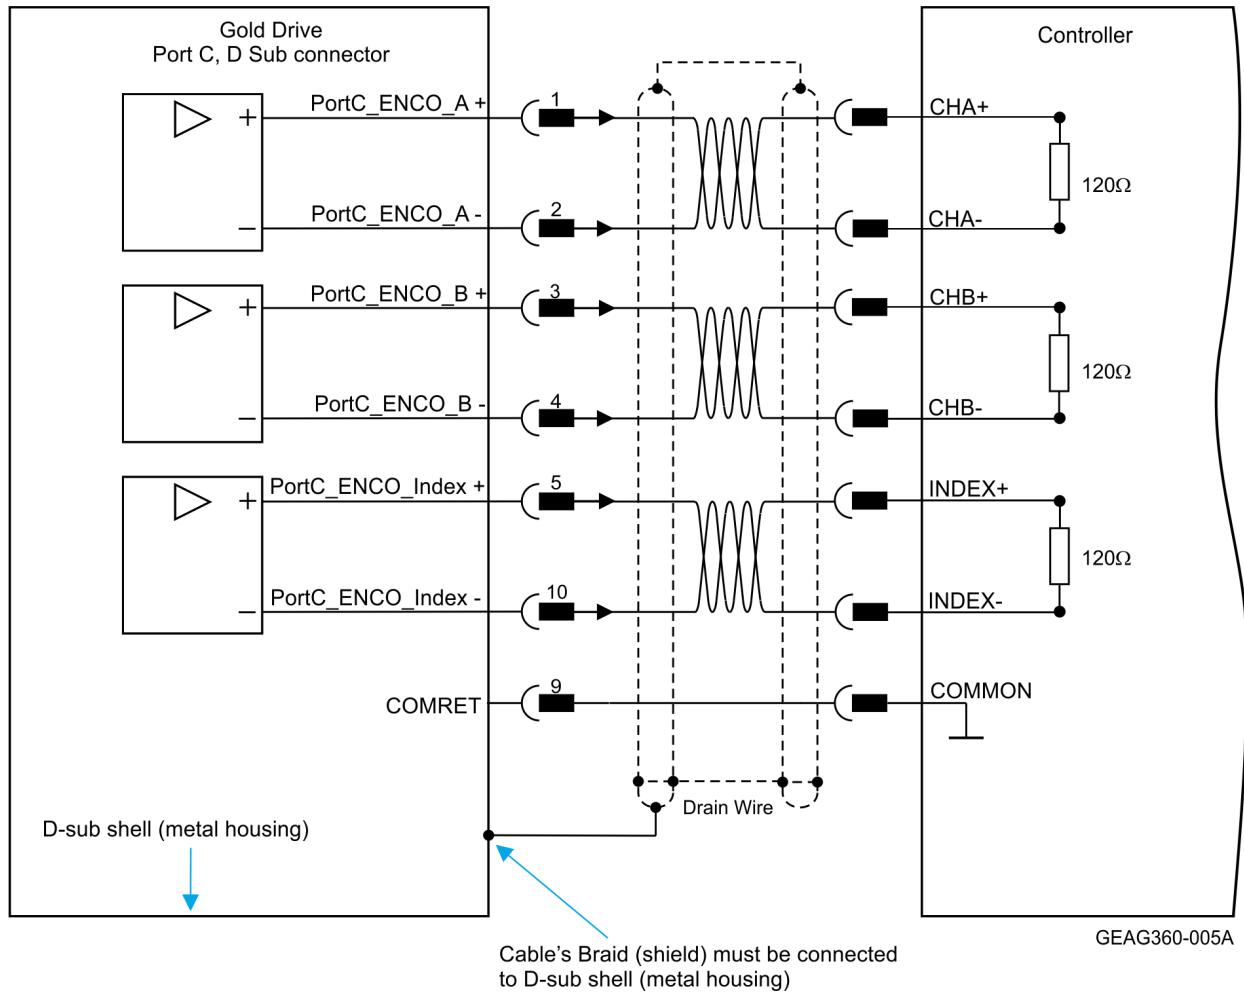 Gold Drive
Port C, D Sub connector
Controller
PortC_ENCO_A +
1
CHA+
+
120Ω
PortC_ENCO_A -
2
CHA-
−
PortC_ENCO_B +
3
CHB+
+
120Ω
PortC_ENCO_B -
4
CHB-
−
PortC_ENCO_Index +
5
INDEX+
+
120Ω
PortC_ENCO_Index -
10
INDEX-
−
COMRET
9
COMMON
Drain Wire
D-sub shell (metal housing)
GEAG360-005A
Cable's Braid (shield) must be connected
to D-sub shell (metal housing)